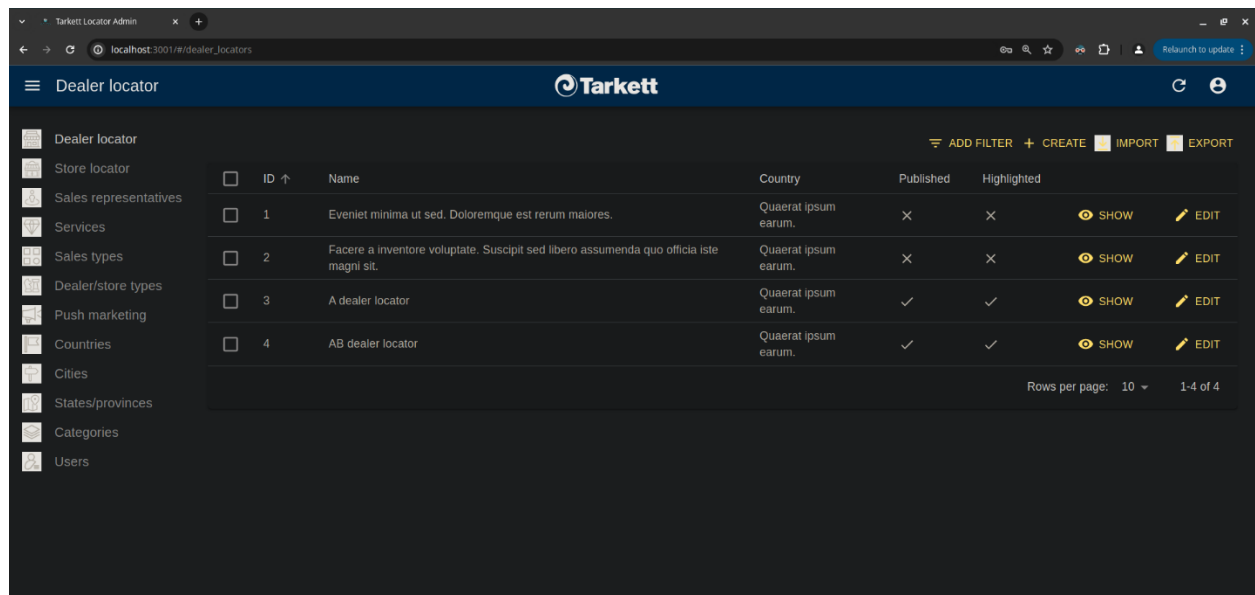 Tarkett Locator Admin
localhost:3001/#/dealer_locators
Relaunch to update
Dealer locator
Tarkett
Dealer locator
Store locator
Sales representatives
Services
Sales types
Dealer/store types
Push marketing
Countries
Cities
States/provinces
Categories
Users
ADD FILTER CREATE IMPORT EXPORT
ID Name Country Published Highlighted
1 Eveniet minima ut sed. Doloremque est rerum maiores. Quaerat ipsum earum. SHOW EDIT
2 Facere a inventore voluptate. Suscipit sed libero assumenda quo officia iste magni sit. Quaerat ipsum earum. SHOW EDIT
3 A dealer locator Quaerat ipsum earum. SHOW EDIT
4 AB dealer locator Quaerat ipsum earum. SHOW EDIT
Rows per page: 10 1-4 of 4